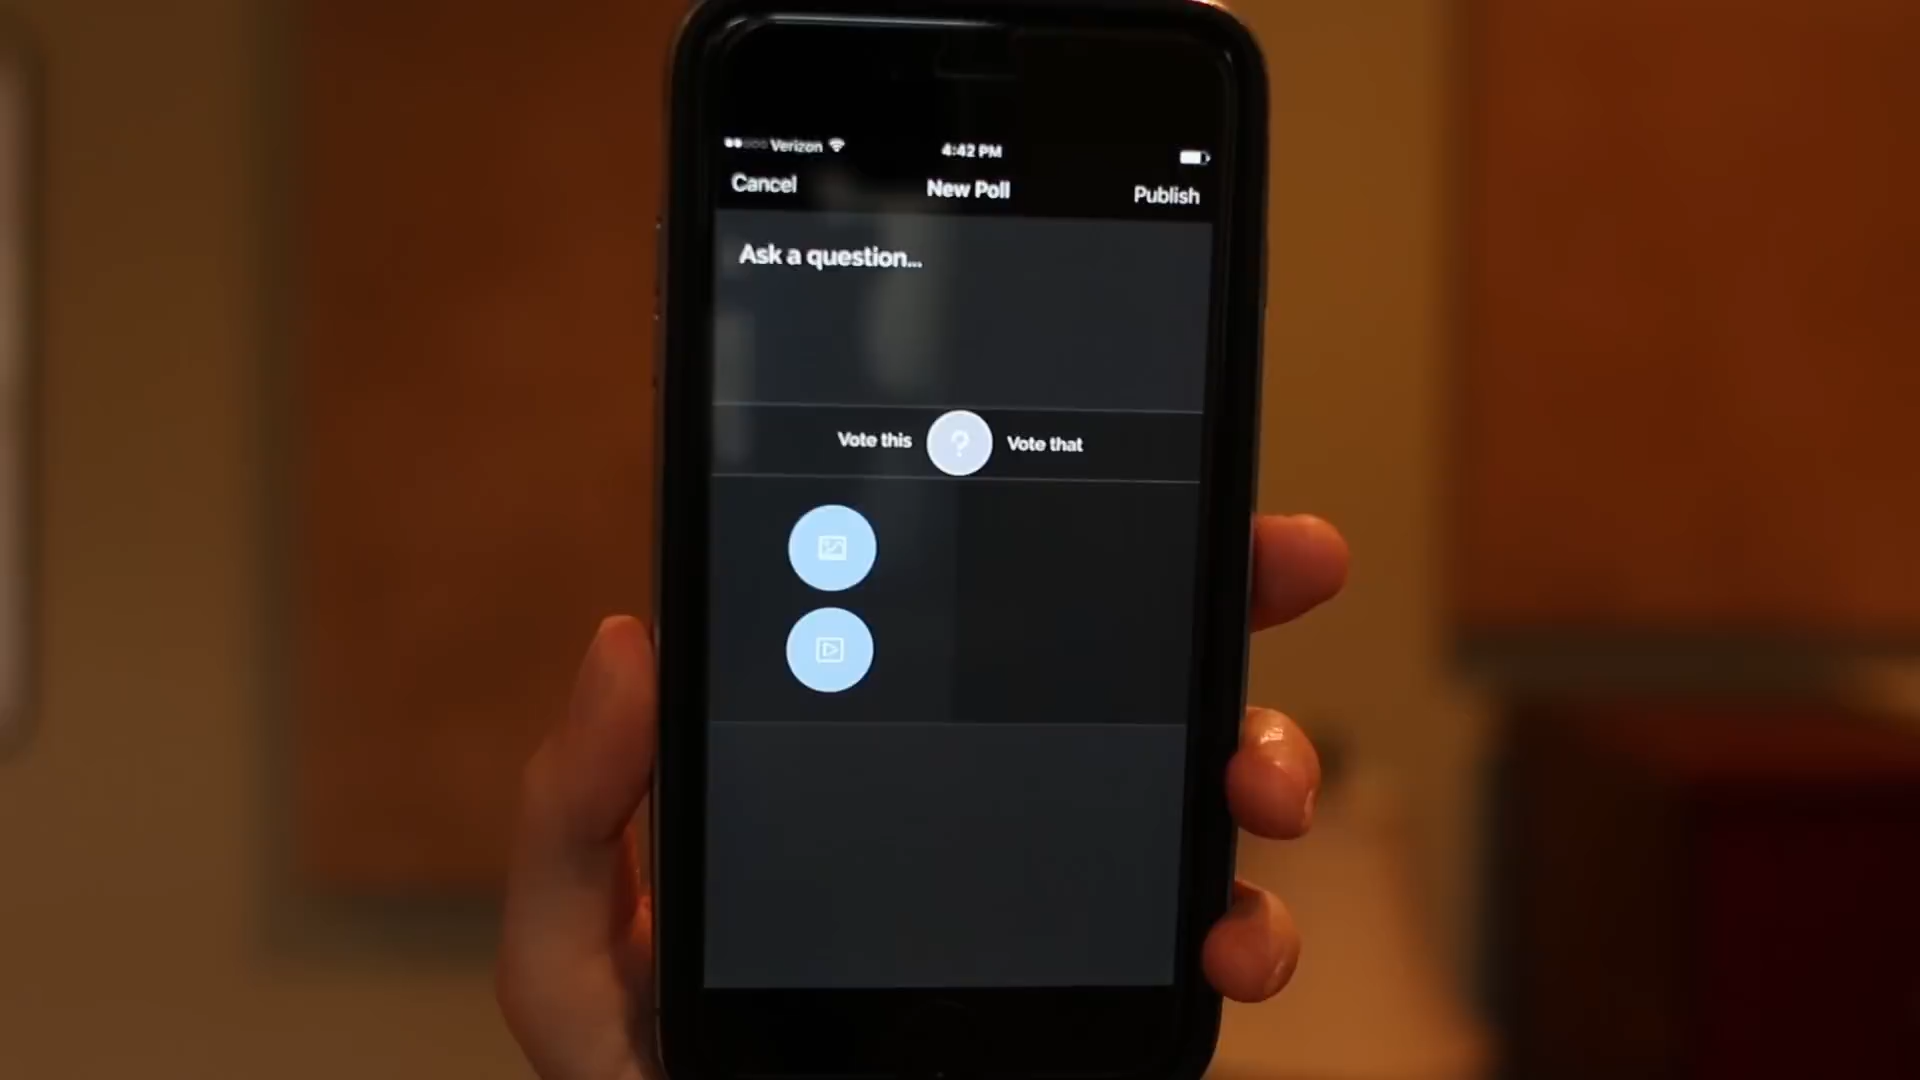 Verizon 4:42 PM
Cancel New Poll Publish
Ask a question...
Vote this ? Vote that